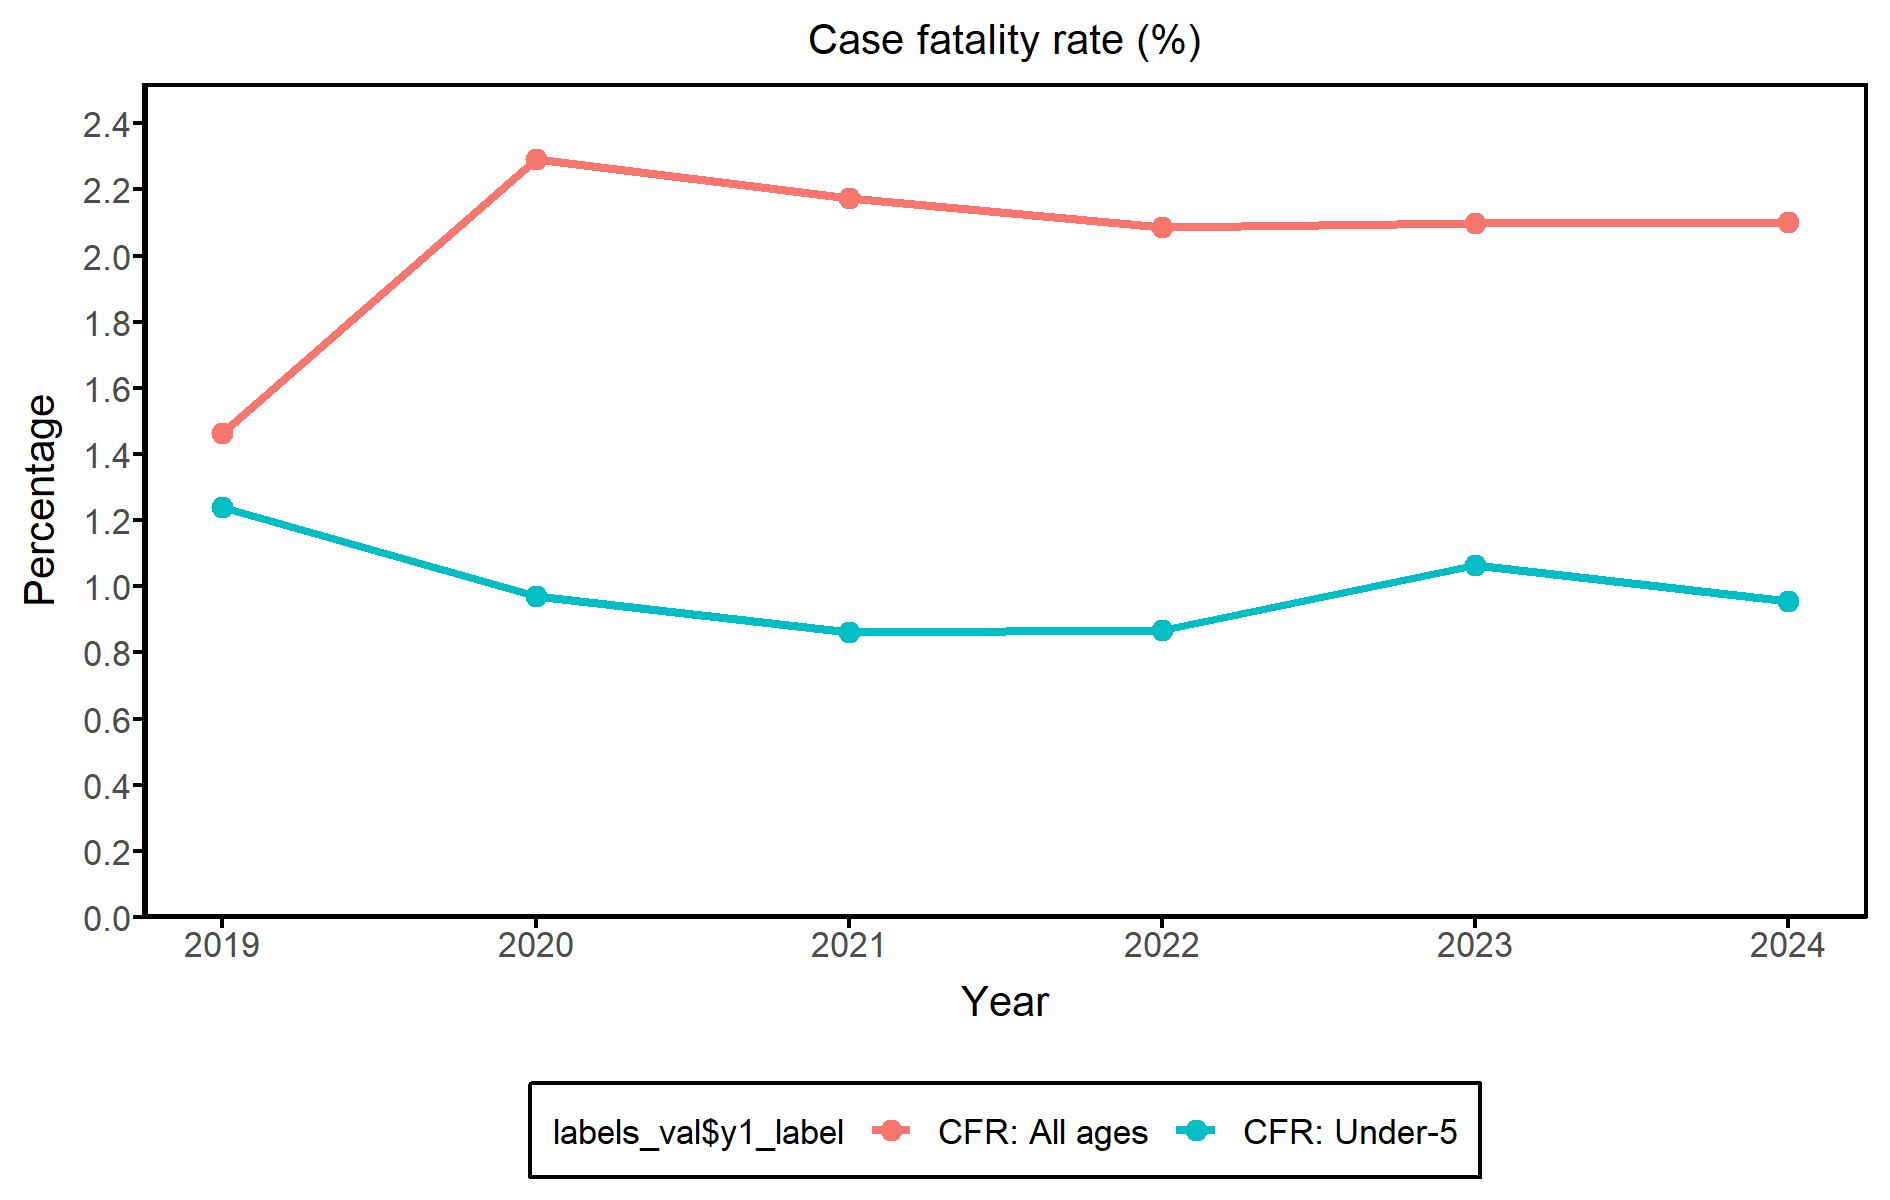 Case fatality rate (%)
2.4
2.2
2.0
1.8
1.6
1.4
1.2
1.0
0.8
0.6
0.4
0.2
0.0
Percentage
2019 2020 2021 2022 2023 2024
Year
labels_val$y1_label CFR: All ages CFR: Under-5